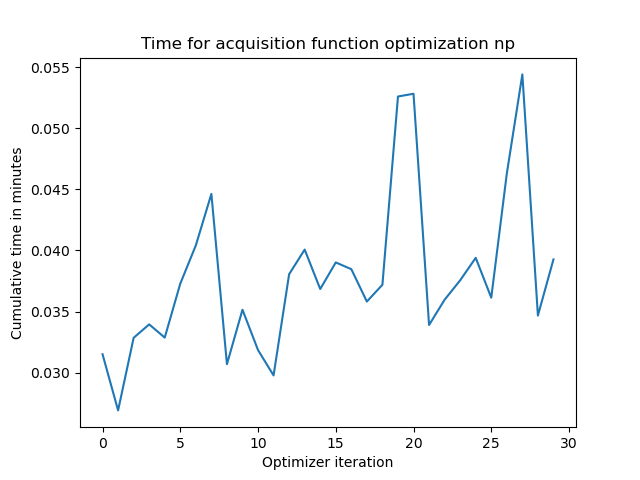 Time for acquisition function optimization np
Cumulative time in minutes
0.055
0.050
0.045
0.040
0.035
0.030
0 5 10 15 20 25 30
Optimizer iteration